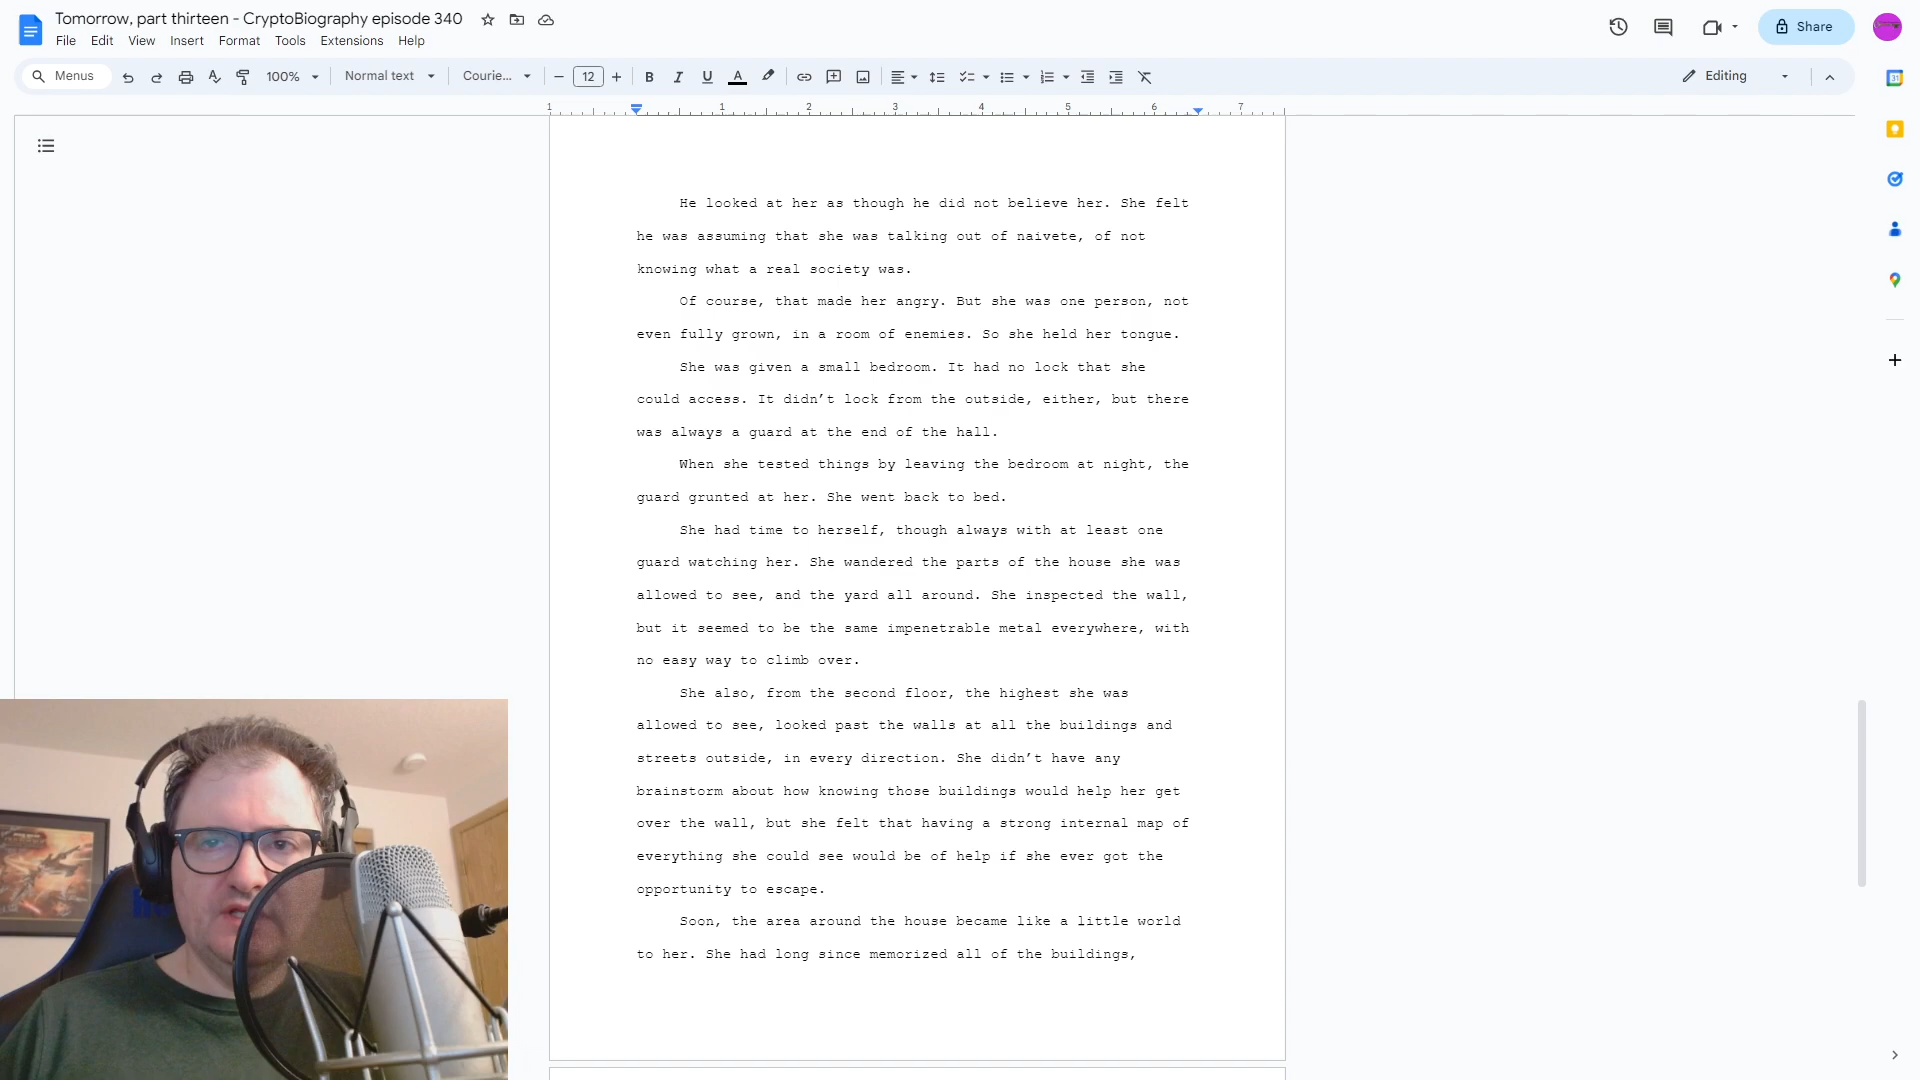 Tomorrow, part thirteen - CryptoBiography episode 340
File Edit View Insert Format Tools Extensions Help
Share
Menus 100% Normal text Courie... 12 Editing
1 1 2 3 4 5 6 7
31
He looked at her as though he did not believe her. She felt
he was assuming that she was talking out of naivete, of not
knowing what a real society was.
Of course, that made her angry. But she was one person, not
even fully grown, in a room of enemies. So she held her tongue.
She was given a small bedroom. It had no lock that she
could access. It didn’t lock from the outside, either, but there
was always a guard at the end of the hall.
When she tested things by leaving the bedroom at night, the
guard grunted at her. She went back to bed.
She had time to herself, though always with at least one
guard watching her. She wandered the parts of the house she was
allowed to see, and the yard all around. She inspected the wall,
but it seemed to be the same impenetrable metal everywhere, with
no easy way to climb over.
She also, from the second floor, the highest she was
allowed to see, looked past the walls at all the buildings and
streets outside, in every direction. She didn’t have any
brainstorm about how knowing those buildings would help her get
over the wall, but she felt that having a strong internal map of
everything she could see would be of help if she ever got the
opportunity to escape.
Soon, the area around the house became like a little world
to her. She had long since memorized all of the buildings,